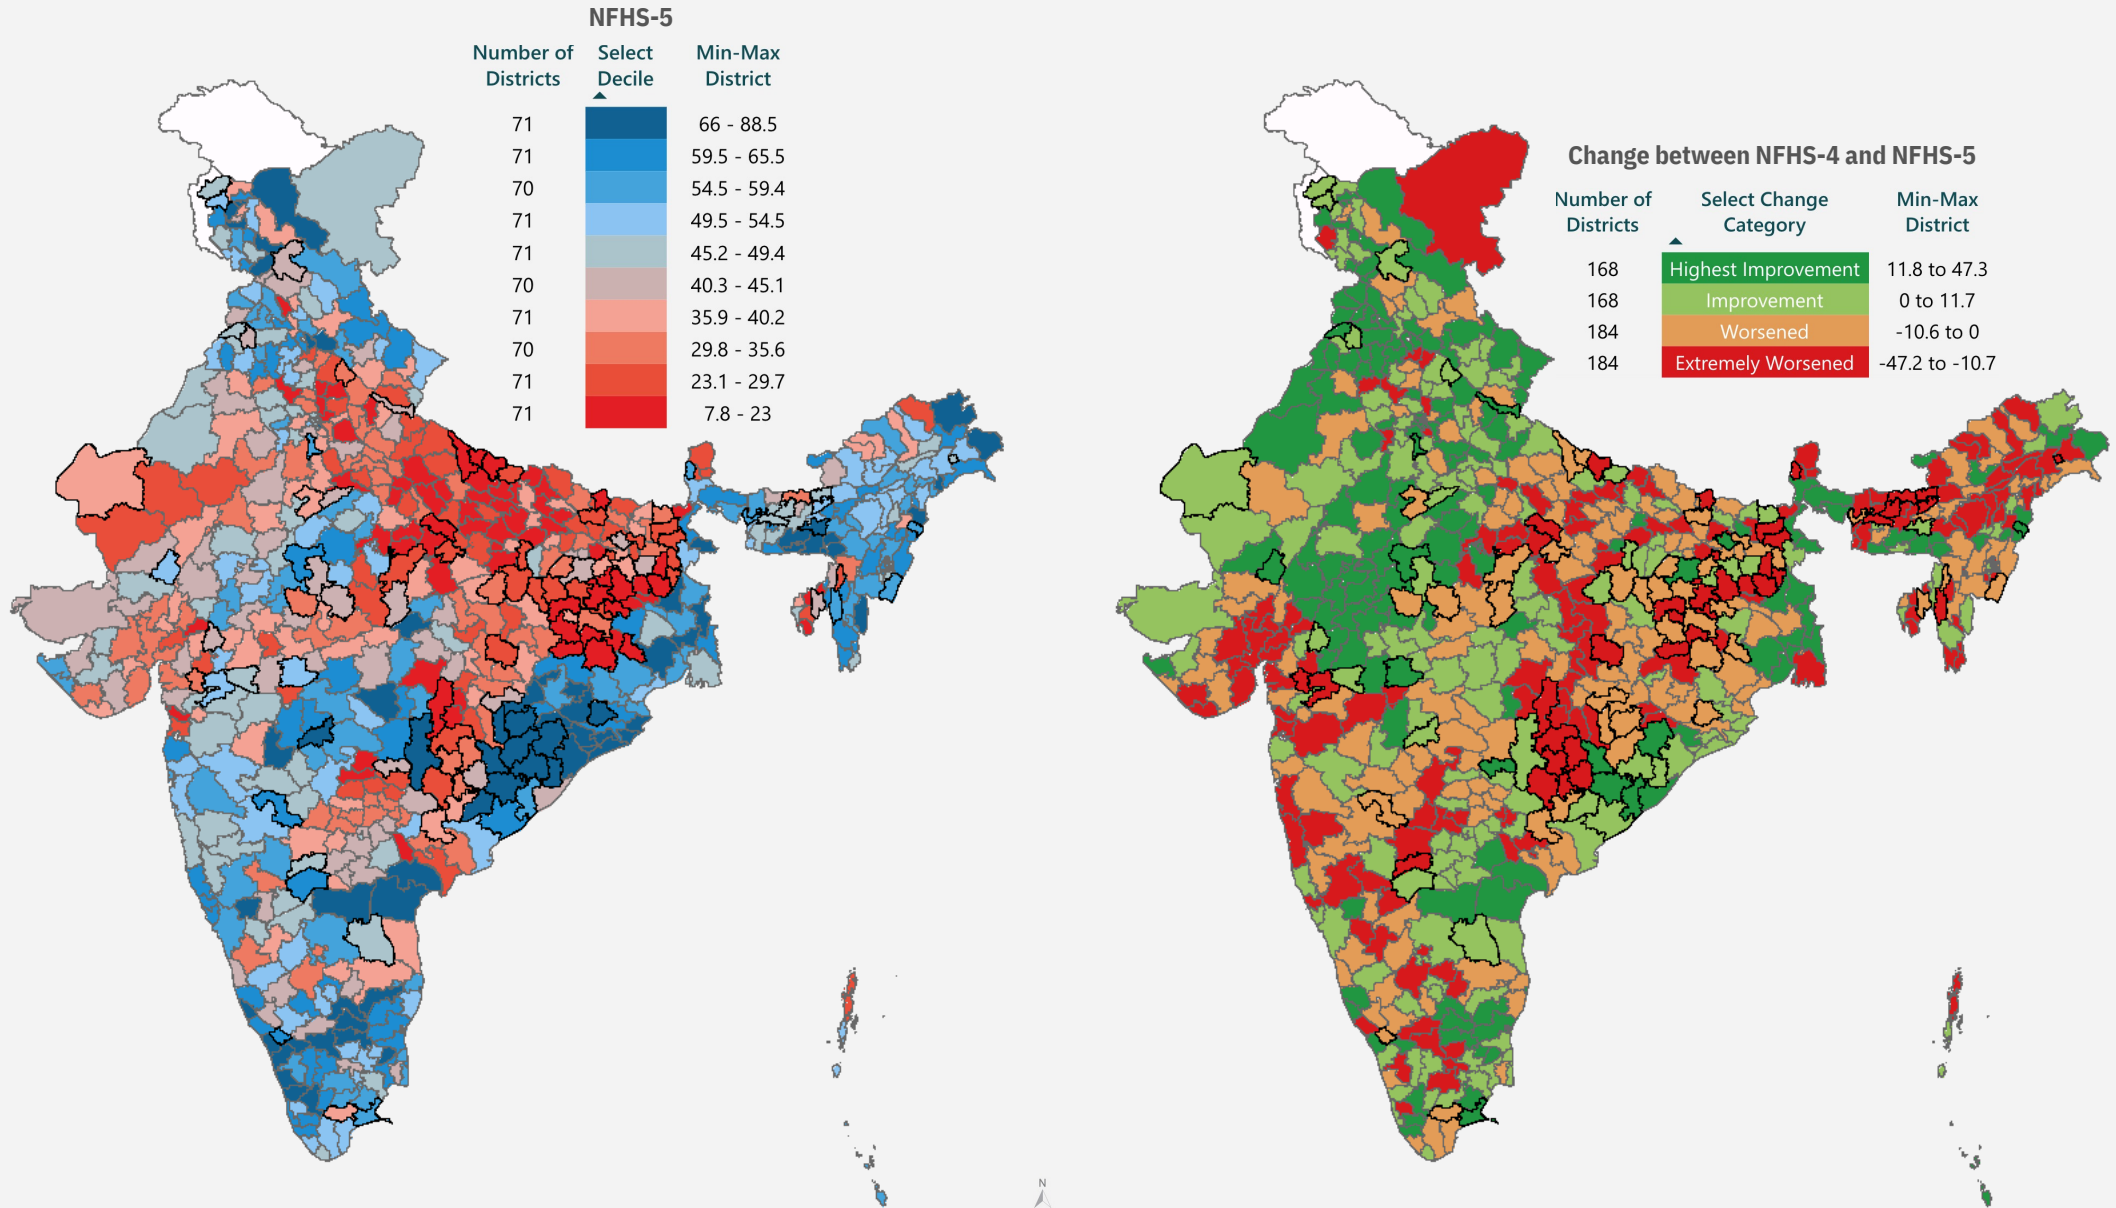 NFHS-5
Number of Districts Select Decile Min-Max District
71 66 - 88.5
71 59.5 - 65.5
70 54.5 - 59.4
71 49.5 - 54.5
71 45.2 - 49.4
70 40.3 - 45.1
71 35.9 - 40.2
70 29.8 - 35.6
71 23.1 - 29.7
71 7.8 - 23
Change between NFHS-4 and NFHS-5
Number of Districts Select Change Category Min-Max District
168 Highest Improvement 11.8 to 47.3
168 Improvement 0 to 11.7
184 Worsened -10.6 to 0
184 Extremely Worsened -47.2 to -10.7
N